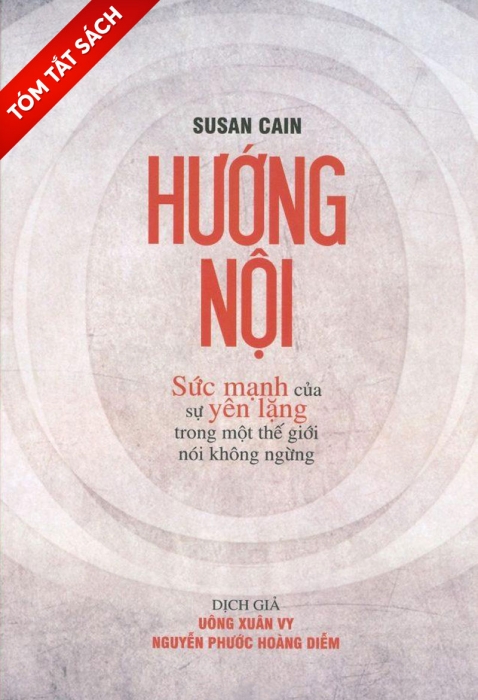 TÓM TẮT SÁCH
SUSAN CAIN
HƯỚNG
NỘI
Sức mạnh của
sự yên lặng
trong một thế giới
nói không ngừng
DỊCH GIẢ
UÔNG XUÂN VY
NGUYỄN PHƯỚC HOÀNG DIỄM